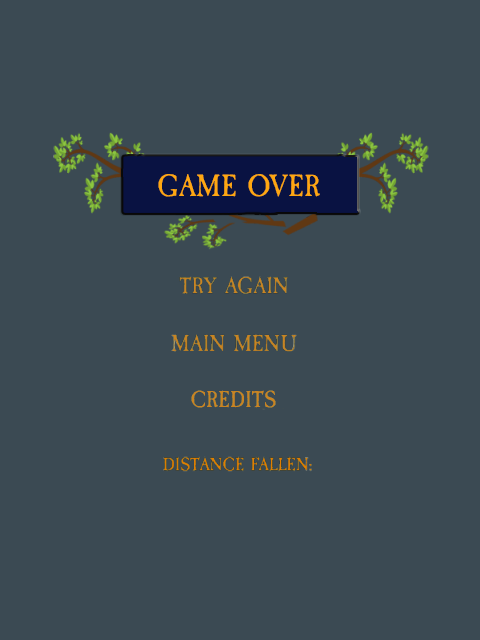 GAME OVER
TRY AGAIN
MAIN MENU
CREDITS
DISTANCE FALLEN: